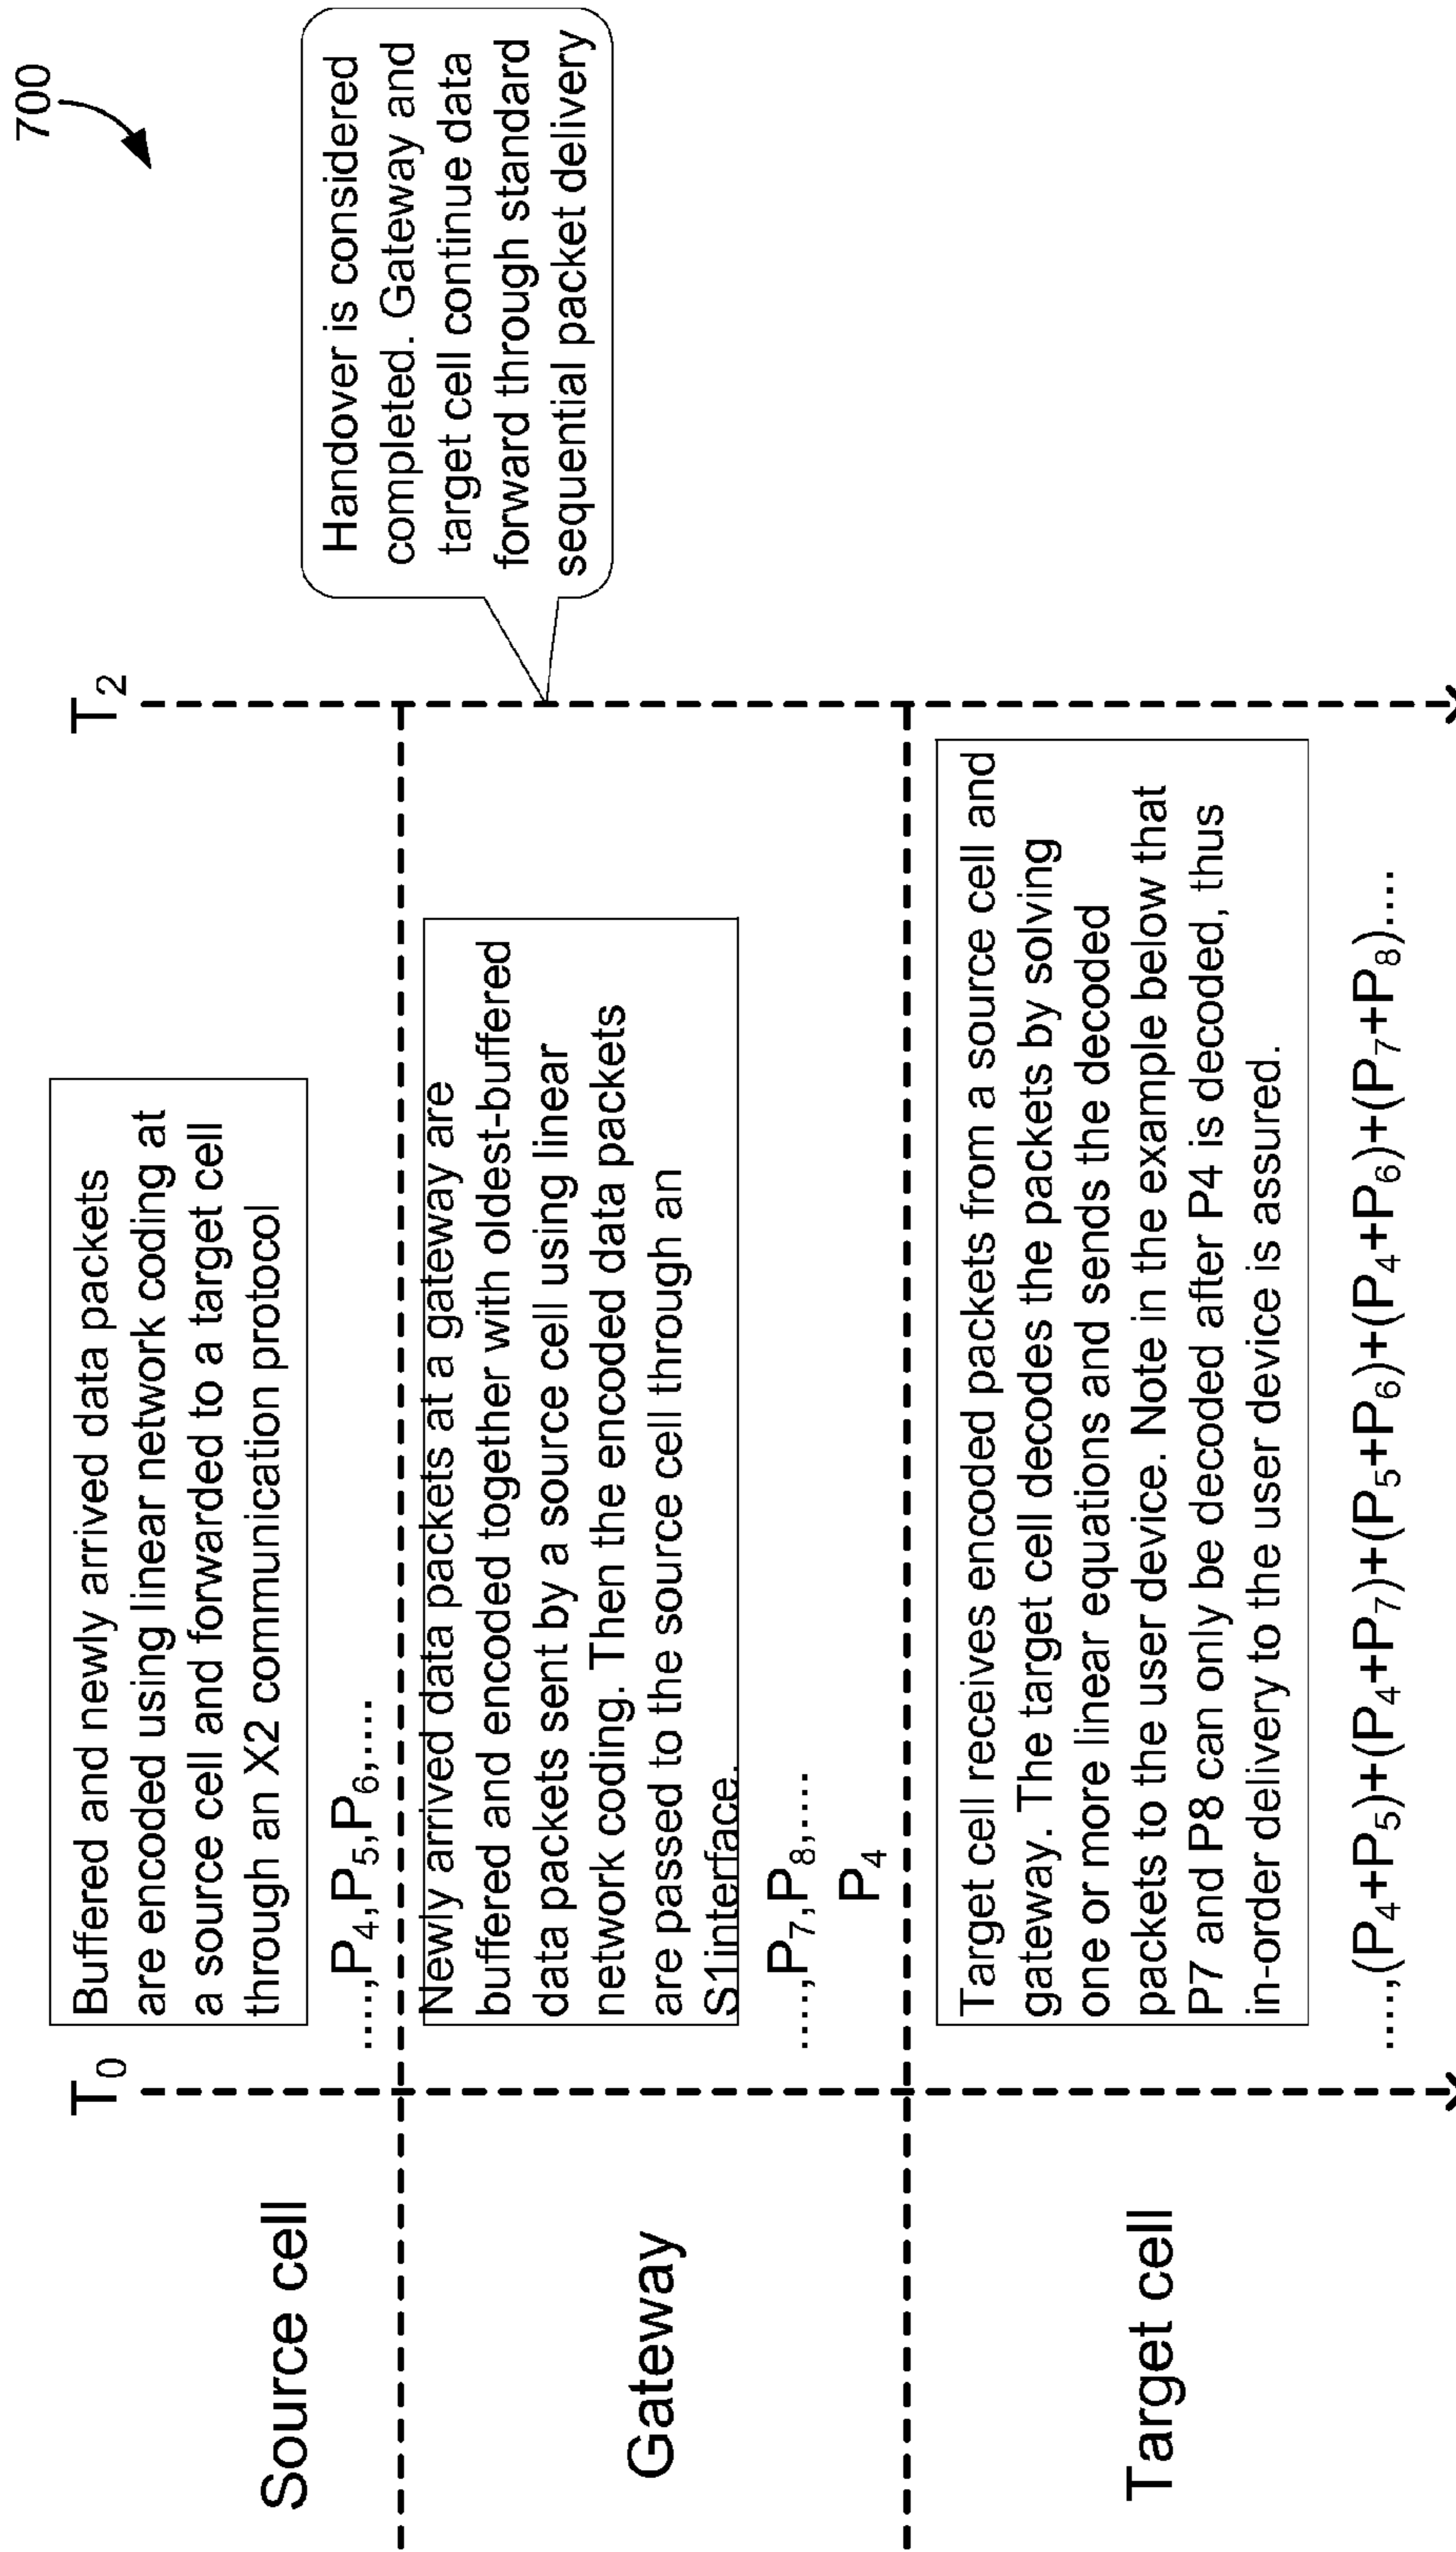 700
T0
T2
Source cell
Buffered and newly arrived data packets
are encoded using linear network coding at
a source cell and forwarded to a target cell
through an X2 communication protocol
....,P4,P5,P6,....
Handover is considered
completed. Gateway and
target cell continue data
forward through standard
sequential packet delivery
Gateway
Newly arrived data packets at a gateway are
buffered and encoded together with oldest-buffered
data packets sent by a source cell using linear
network coding. Then the encoded data packets
are passed to the source cell through an
S1interface.
....,P7,P8,....
P4
Target cell
Target cell receives encoded packets from a source cell and
gateway. The target cell decodes the packets by solving
one or more linear equations and sends the decoded
packets to the user device. Note in the example below that
P7 and P8 can only be decoded after P4 is decoded, thus
in-order delivery to the user device is assured.
....,(P4+P5)+(P4+P7)+(P5+P6)+(P4+P6)+(P7+P8)....